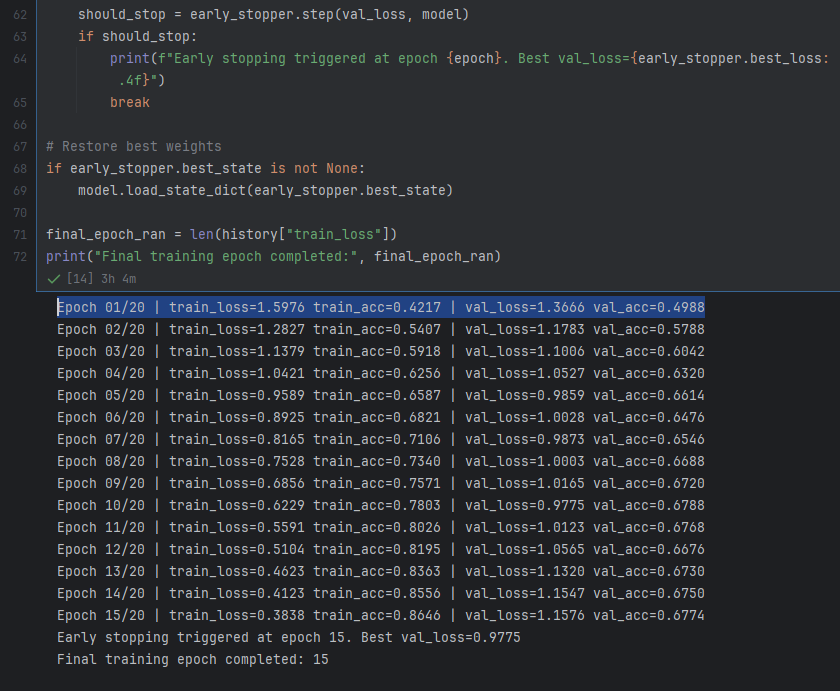 62 should_stop = early_stopper.step(val_loss, model)
63 if should_stop:
64 print(f"Early stopping triggered at epoch {epoch}. Best val_loss={early_stopper.best_loss:
.4f}")
65 break
66
67 # Restore best weights
68 if early_stopper.best_state is not None:
69 model.load_state_dict(early_stopper.best_state)
70
71 final_epoch_ran = len(history["train_loss"])
72 print("Final training epoch completed:", final_epoch_ran)
[14] 3h 4m
Epoch 01/20 | train_loss=1.5976 train_acc=0.4217 | val_loss=1.3666 val_acc=0.4988
Epoch 02/20 | train_loss=1.2827 train_acc=0.5407 | val_loss=1.1783 val_acc=0.5788
Epoch 03/20 | train_loss=1.1379 train_acc=0.5918 | val_loss=1.1006 val_acc=0.6042
Epoch 04/20 | train_loss=1.0421 train_acc=0.6256 | val_loss=1.0527 val_acc=0.6320
Epoch 05/20 | train_loss=0.9589 train_acc=0.6587 | val_loss=0.9859 val_acc=0.6614
Epoch 06/20 | train_loss=0.8925 train_acc=0.6821 | val_loss=1.0028 val_acc=0.6476
Epoch 07/20 | train_loss=0.8165 train_acc=0.7106 | val_loss=0.9873 val_acc=0.6546
Epoch 08/20 | train_loss=0.7528 train_acc=0.7340 | val_loss=1.0003 val_acc=0.6688
Epoch 09/20 | train_loss=0.6856 train_acc=0.7571 | val_loss=1.0165 val_acc=0.6720
Epoch 10/20 | train_loss=0.6229 train_acc=0.7803 | val_loss=0.9775 val_acc=0.6788
Epoch 11/20 | train_loss=0.5591 train_acc=0.8026 | val_loss=1.0123 val_acc=0.6768
Epoch 12/20 | train_loss=0.5104 train_acc=0.8195 | val_loss=1.0565 val_acc=0.6676
Epoch 13/20 | train_loss=0.4623 train_acc=0.8363 | val_loss=1.1320 val_acc=0.6730
Epoch 14/20 | train_loss=0.4123 train_acc=0.8556 | val_loss=1.1547 val_acc=0.6750
Epoch 15/20 | train_loss=0.3838 train_acc=0.8646 | val_loss=1.1576 val_acc=0.6774
Early stopping triggered at epoch 15. Best val_loss=0.9775
Final training epoch completed: 15